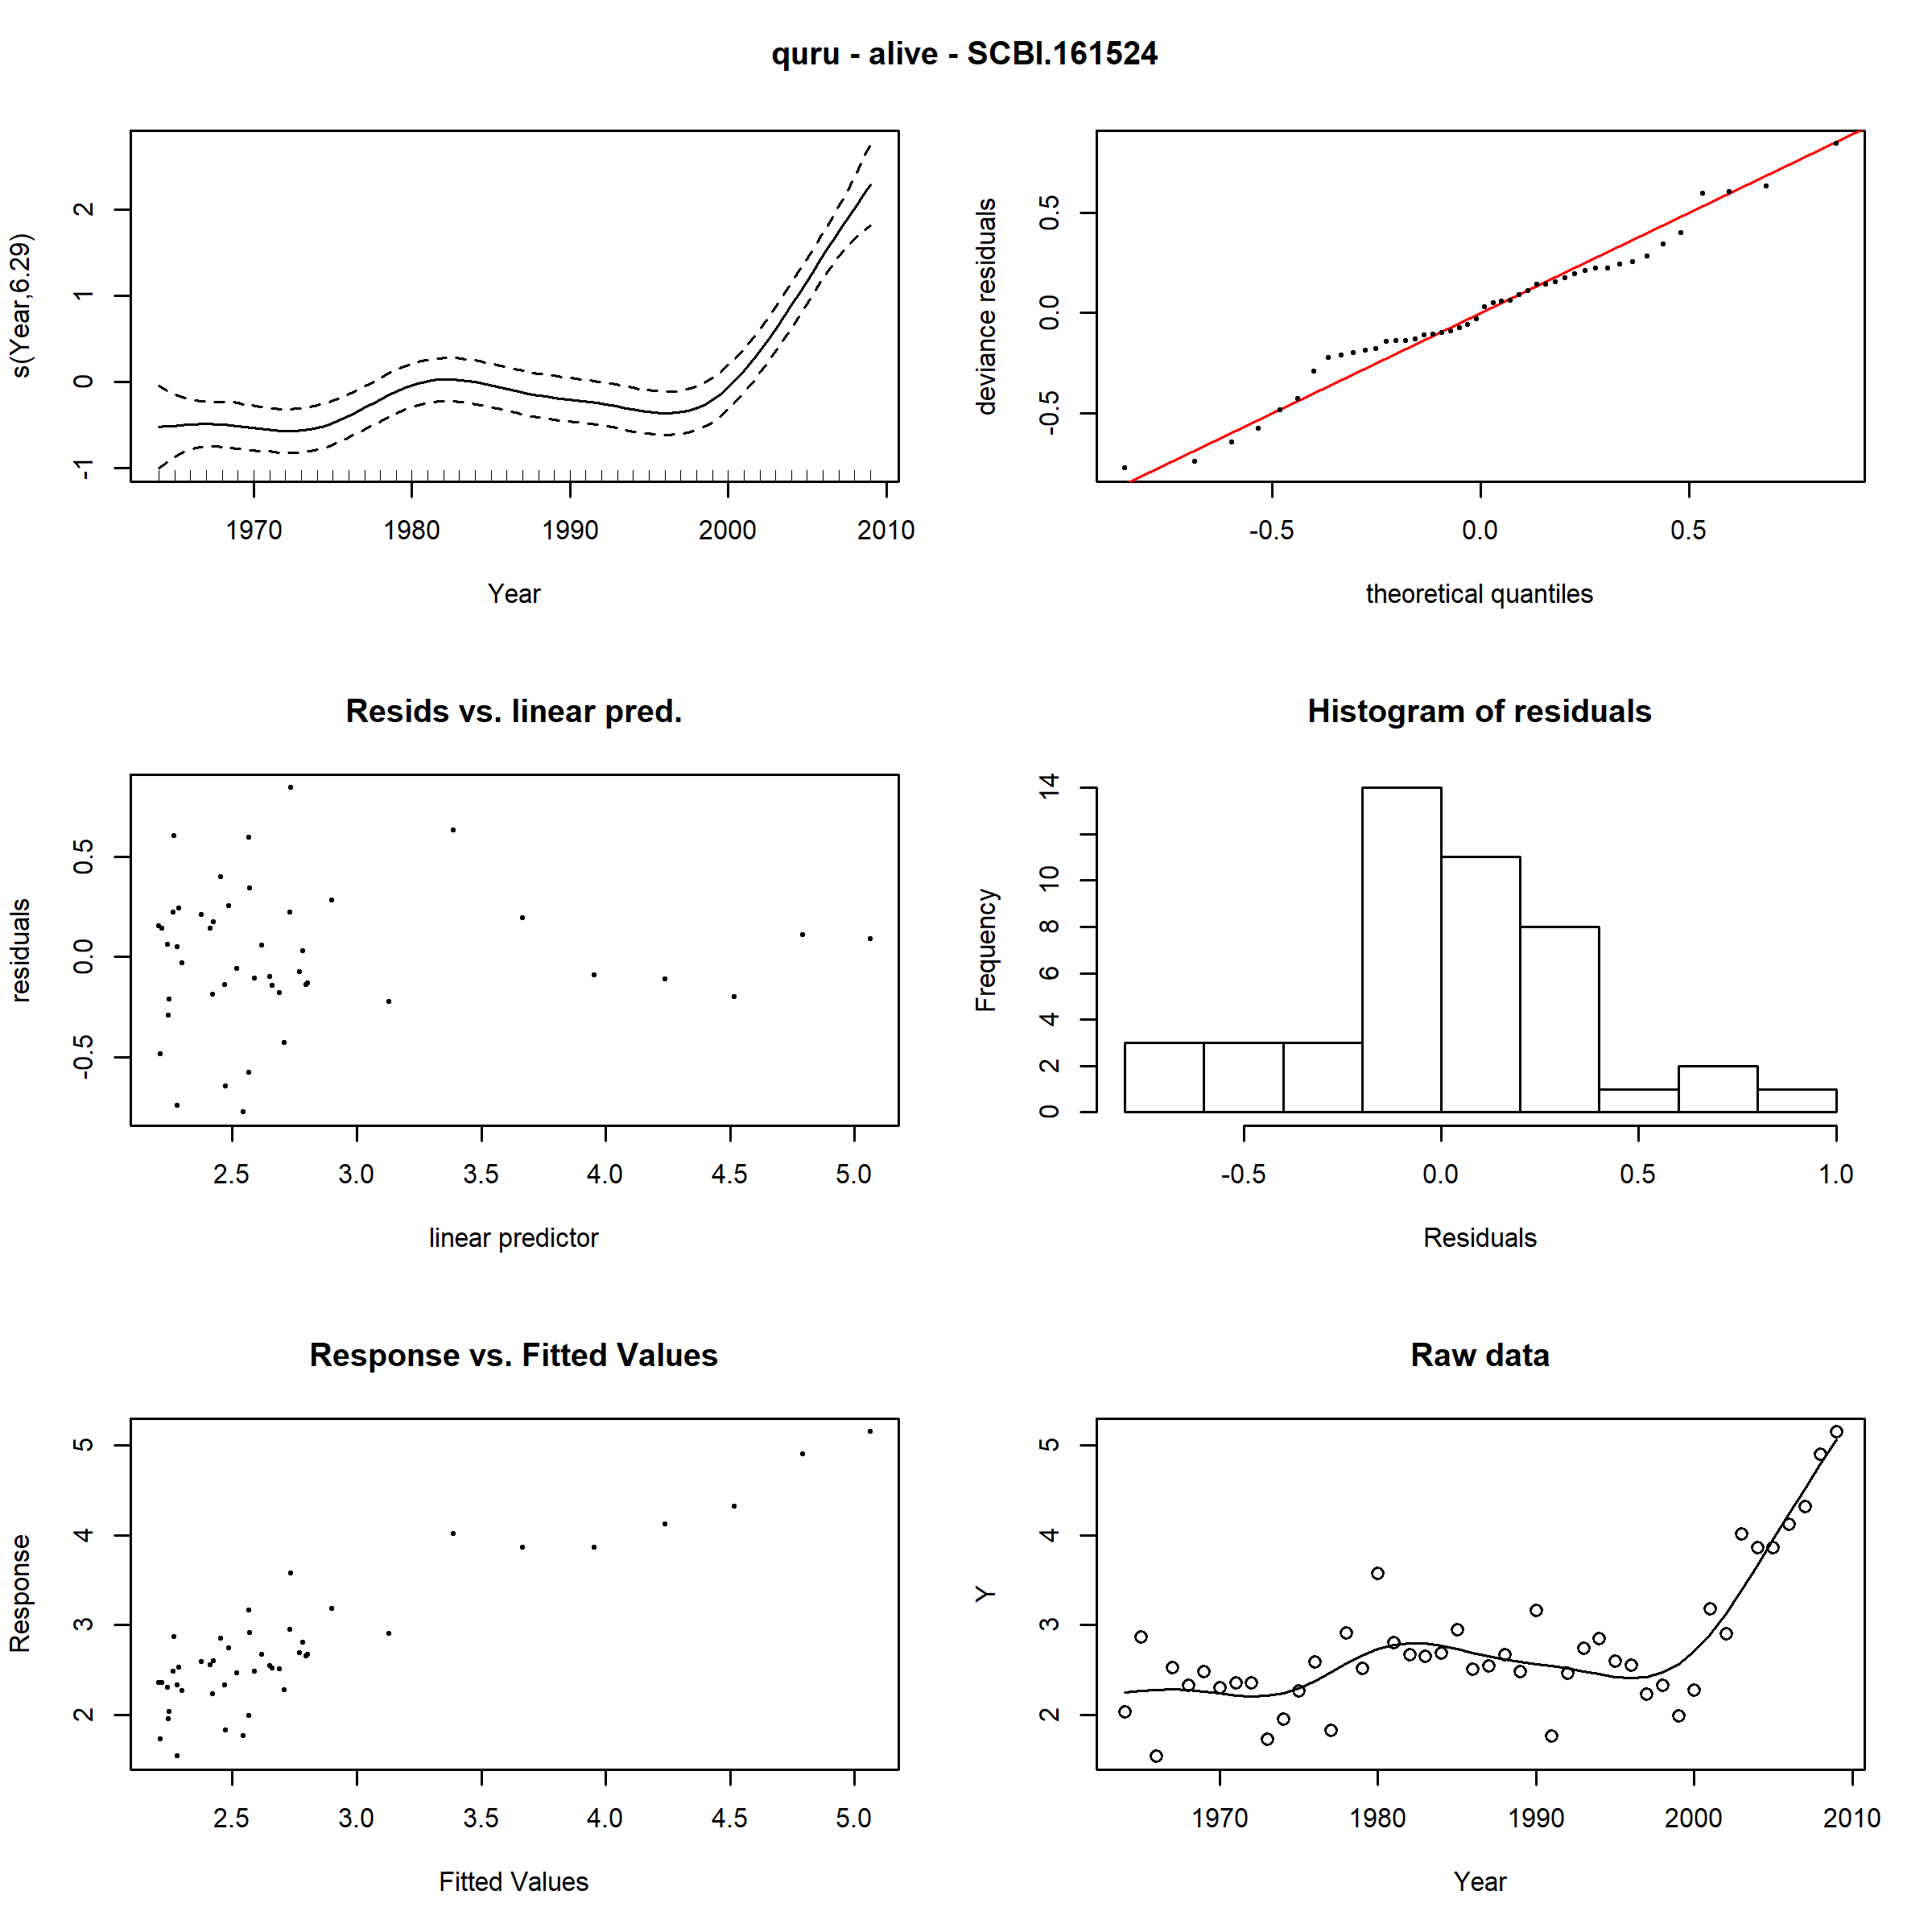 quru - alive - SCBI.161524
s(Year,6.29)
-1 0 1 2
1970 1980 1990 2000 2010
Year
deviance residuals
-0.5 0.0 0.5
-0.5 0.0 0.5
theoretical quantiles
Resids vs. linear pred.
residuals
-0.5 0.0 0.5
2.5 3.0 3.5 4.0 4.5 5.0
linear predictor
Histogram of residuals
Frequency
0 2 4 6 8 10 14
-0.5 0.0 0.5 1.0
Residuals
Response vs. Fitted Values
Response
2 3 4 5
2.5 3.0 3.5 4.0 4.5 5.0
Fitted Values
Raw data
Y
2 3 4 5
1970 1980 1990 2000 2010
Year